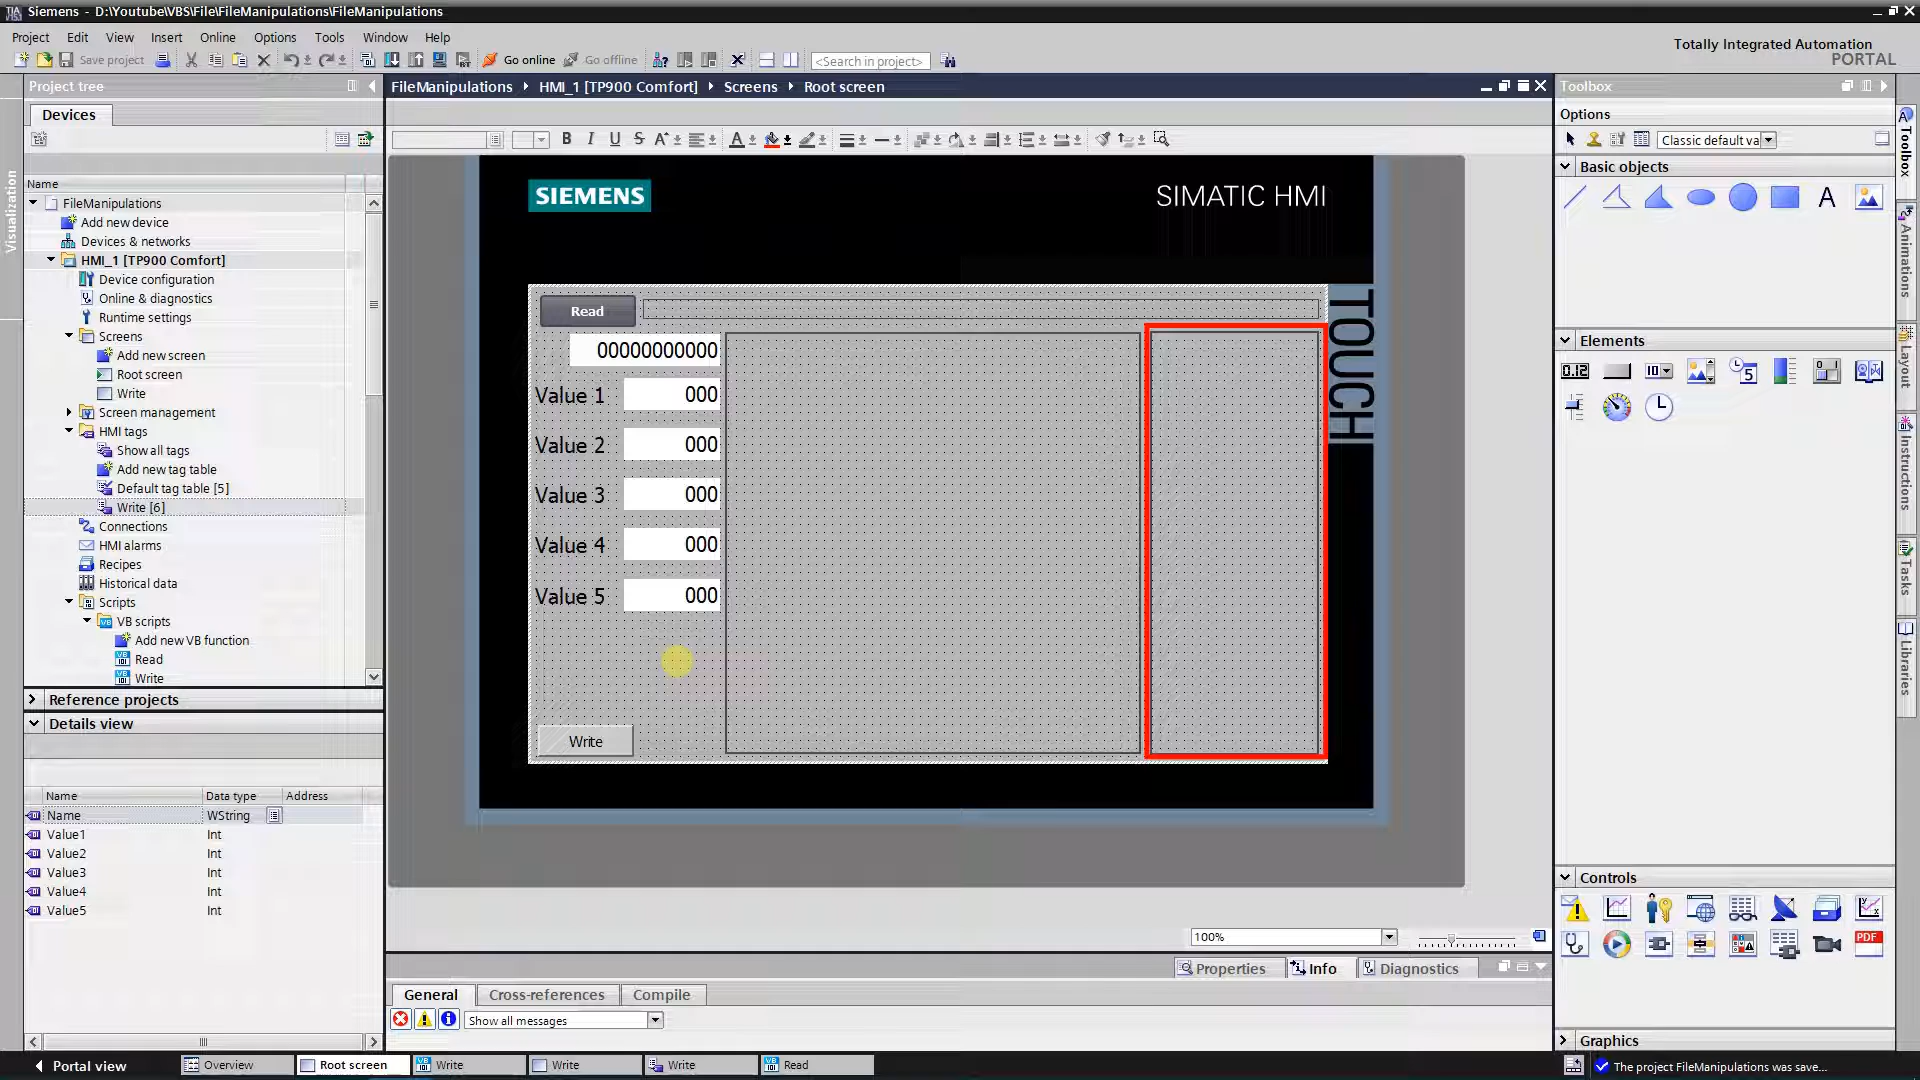 Siemens - D:\Youtube\VBS\File\FileManipulations\FileManipulations
Project Edit View Insert Online Options Tools Window Help
Totally Integrated Automation
PORTAL
Save project
Go online
Go offline
<Search in project>
Project tree
FileManipulations HMI_1 [TP900 Comfort] Screens Root screen
Toolbox
Devices
Options
Classic default va
Visualization
Name
FileManipulations
Add new device
Devices & networks
HMI_1 [TP900 Comfort]
Device configuration
Online & diagnostics
Runtime settings
Screens
Add new screen
Root screen
Write
Screen management
HMI tags
Show all tags
Add new tag table
Default tag table [5]
Write [6]
Connections
HMI alarms
Recipes
Historical data
Scripts
VB scripts
Add new VB function
Read
Write
Reference projects
Details view
Name Data type Address
Name WString
Value1 Int
Value2 Int
Value3 Int
Value4 Int
Value5 Int
SIEMENS
SIMATIC HMI
TOUCH
Read
00000000000
Value 1 000
Value 2 000
Value 3 000
Value 4 000
Value 5 000
Write
100%
Properties Info Diagnostics
General Cross-references Compile
Show all messages
Basic objects
Elements
Controls
PDF
Graphics
Toolbox
Animations
Layout
Instructions
Tasks
Libraries
Portal view Overview Root screen Write Write Write Read
The project FileManipulations was save...